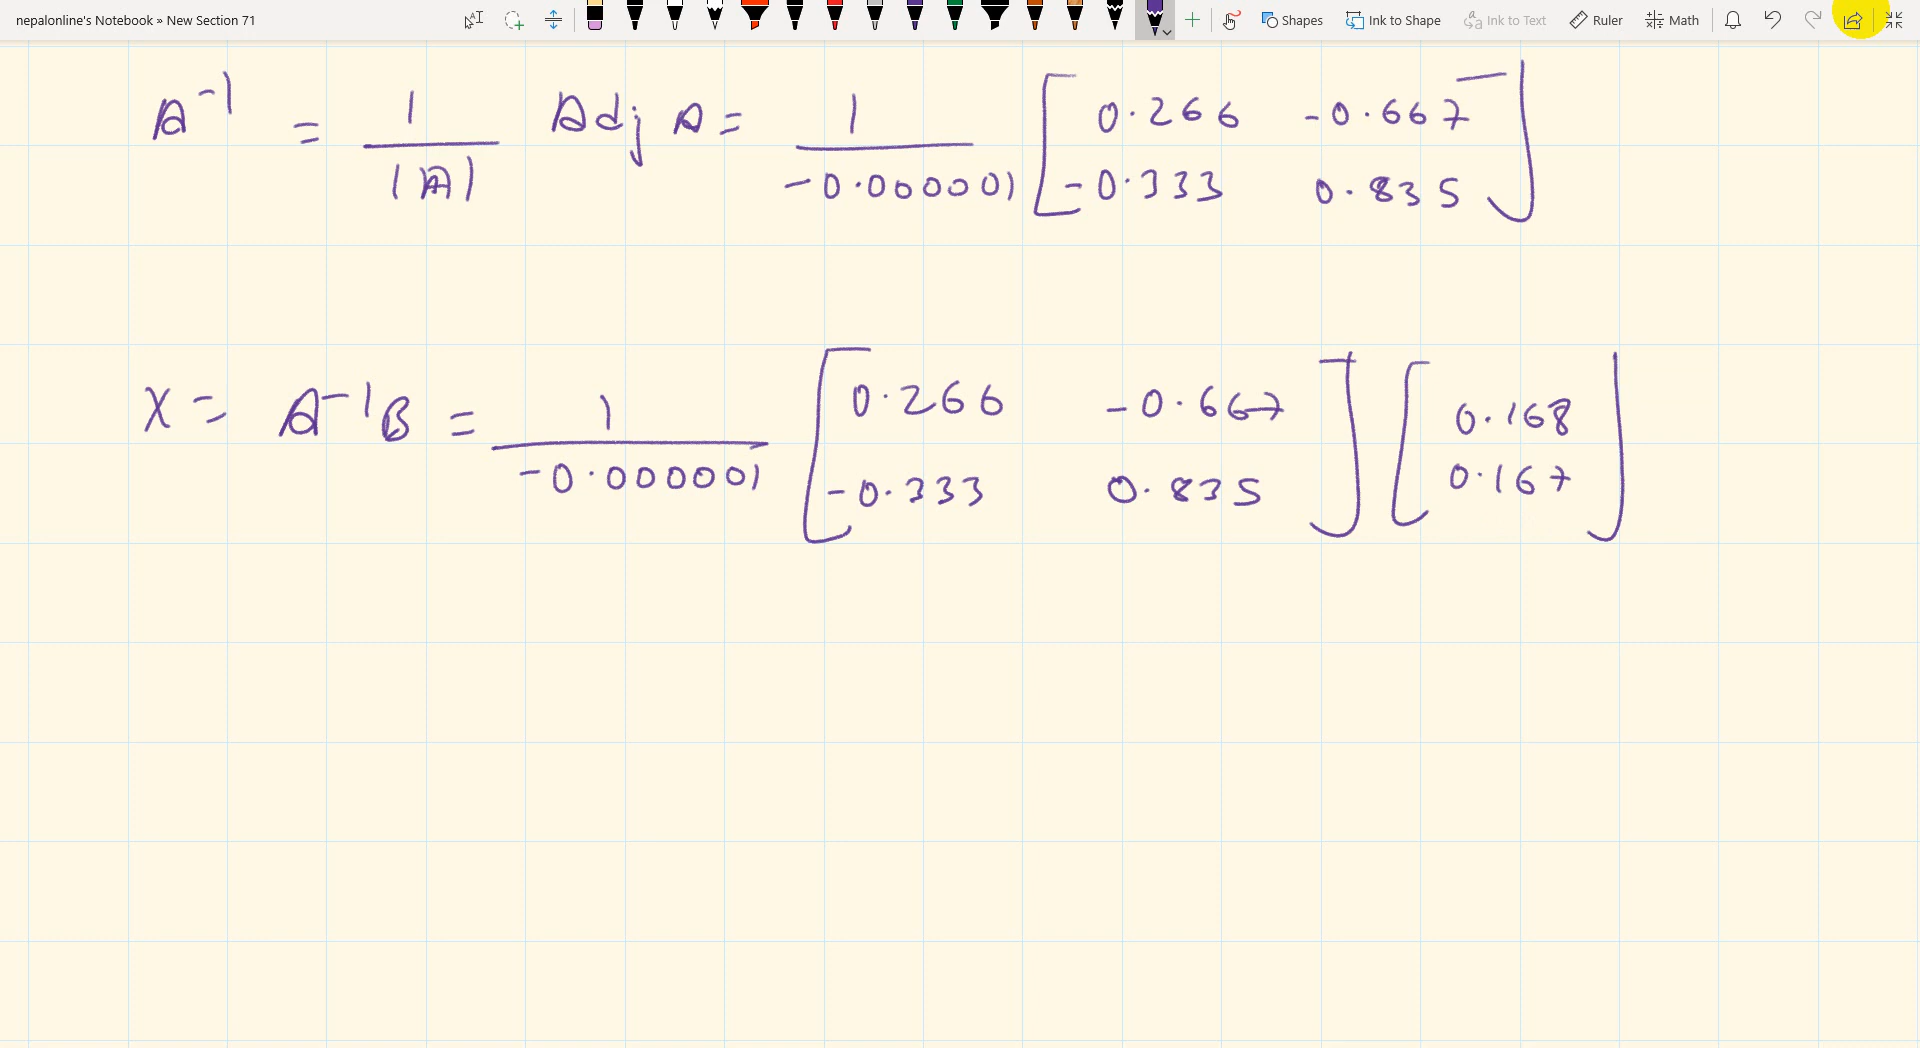 nepalonline's Notebook » New Section 71
Shapes Ink to Shape Ink to Text Ruler Math
A⁻¹ = 1/|A| Adj A = 1/-0.000001 [0.266 -0.667
-0.333 0.835]
X = A⁻¹B = 1/-0.000001 [0.266 -0.667
-0.333 0.835] [0.168
0.167]